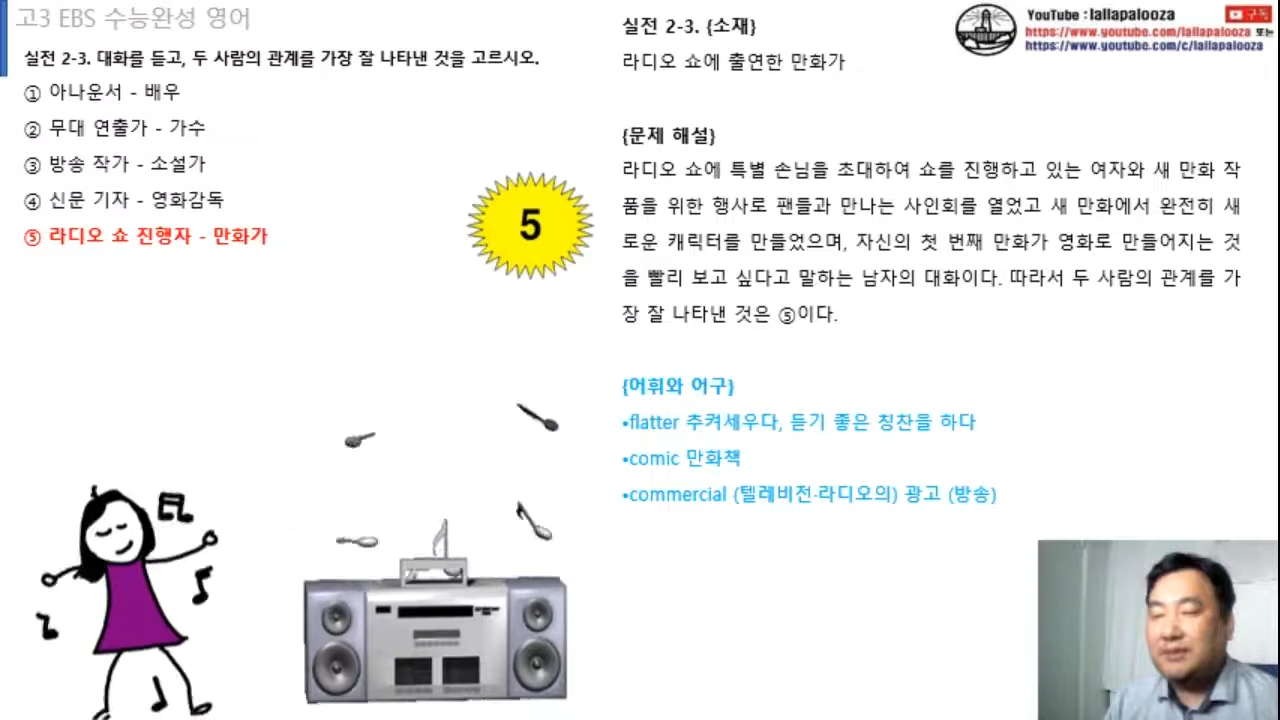 고3 EBS 수능완성 영어
실전 2-3. 대화를 듣고, 두 사람의 관계를 가장 잘 나타낸 것을 고르시오.
① 아나운서 - 배우
② 무대 연출가 - 가수
③ 방송 작가 - 소설가
④ 신문 기자 - 영화감독
⑤ 라디오 쇼 진행자 - 만화가
5
실전 2-3. {소재}
라디오 쇼에 출연한 만화가
{문제 해설}
라디오 쇼에 특별 손님을 초대하여 쇼를 진행하고 있는 여자와 새 만화 작
품을 위한 행사로 팬들과 만나는 사인회를 열었고 새 만화에서 완전히 새
로운 캐릭터를 만들었으며, 자신의 첫 번째 만화가 영화로 만들어지는 것
을 빨리 보고 싶다고 말하는 남자의 대화이다. 따라서 두 사람의 관계를 가
장 잘 나타낸 것은 ⑤이다.
{어휘와 어구}
•flatter 추켜세우다, 듣기 좋은 칭찬을 하다
•comic 만화책
•commercial (텔레비전·라디오의) 광고 (방송)
YouTube : lallapalooza 구독
https://www.youtube.com/lallapalooza 또는
https://www.youtube.com/c/lallapalooza